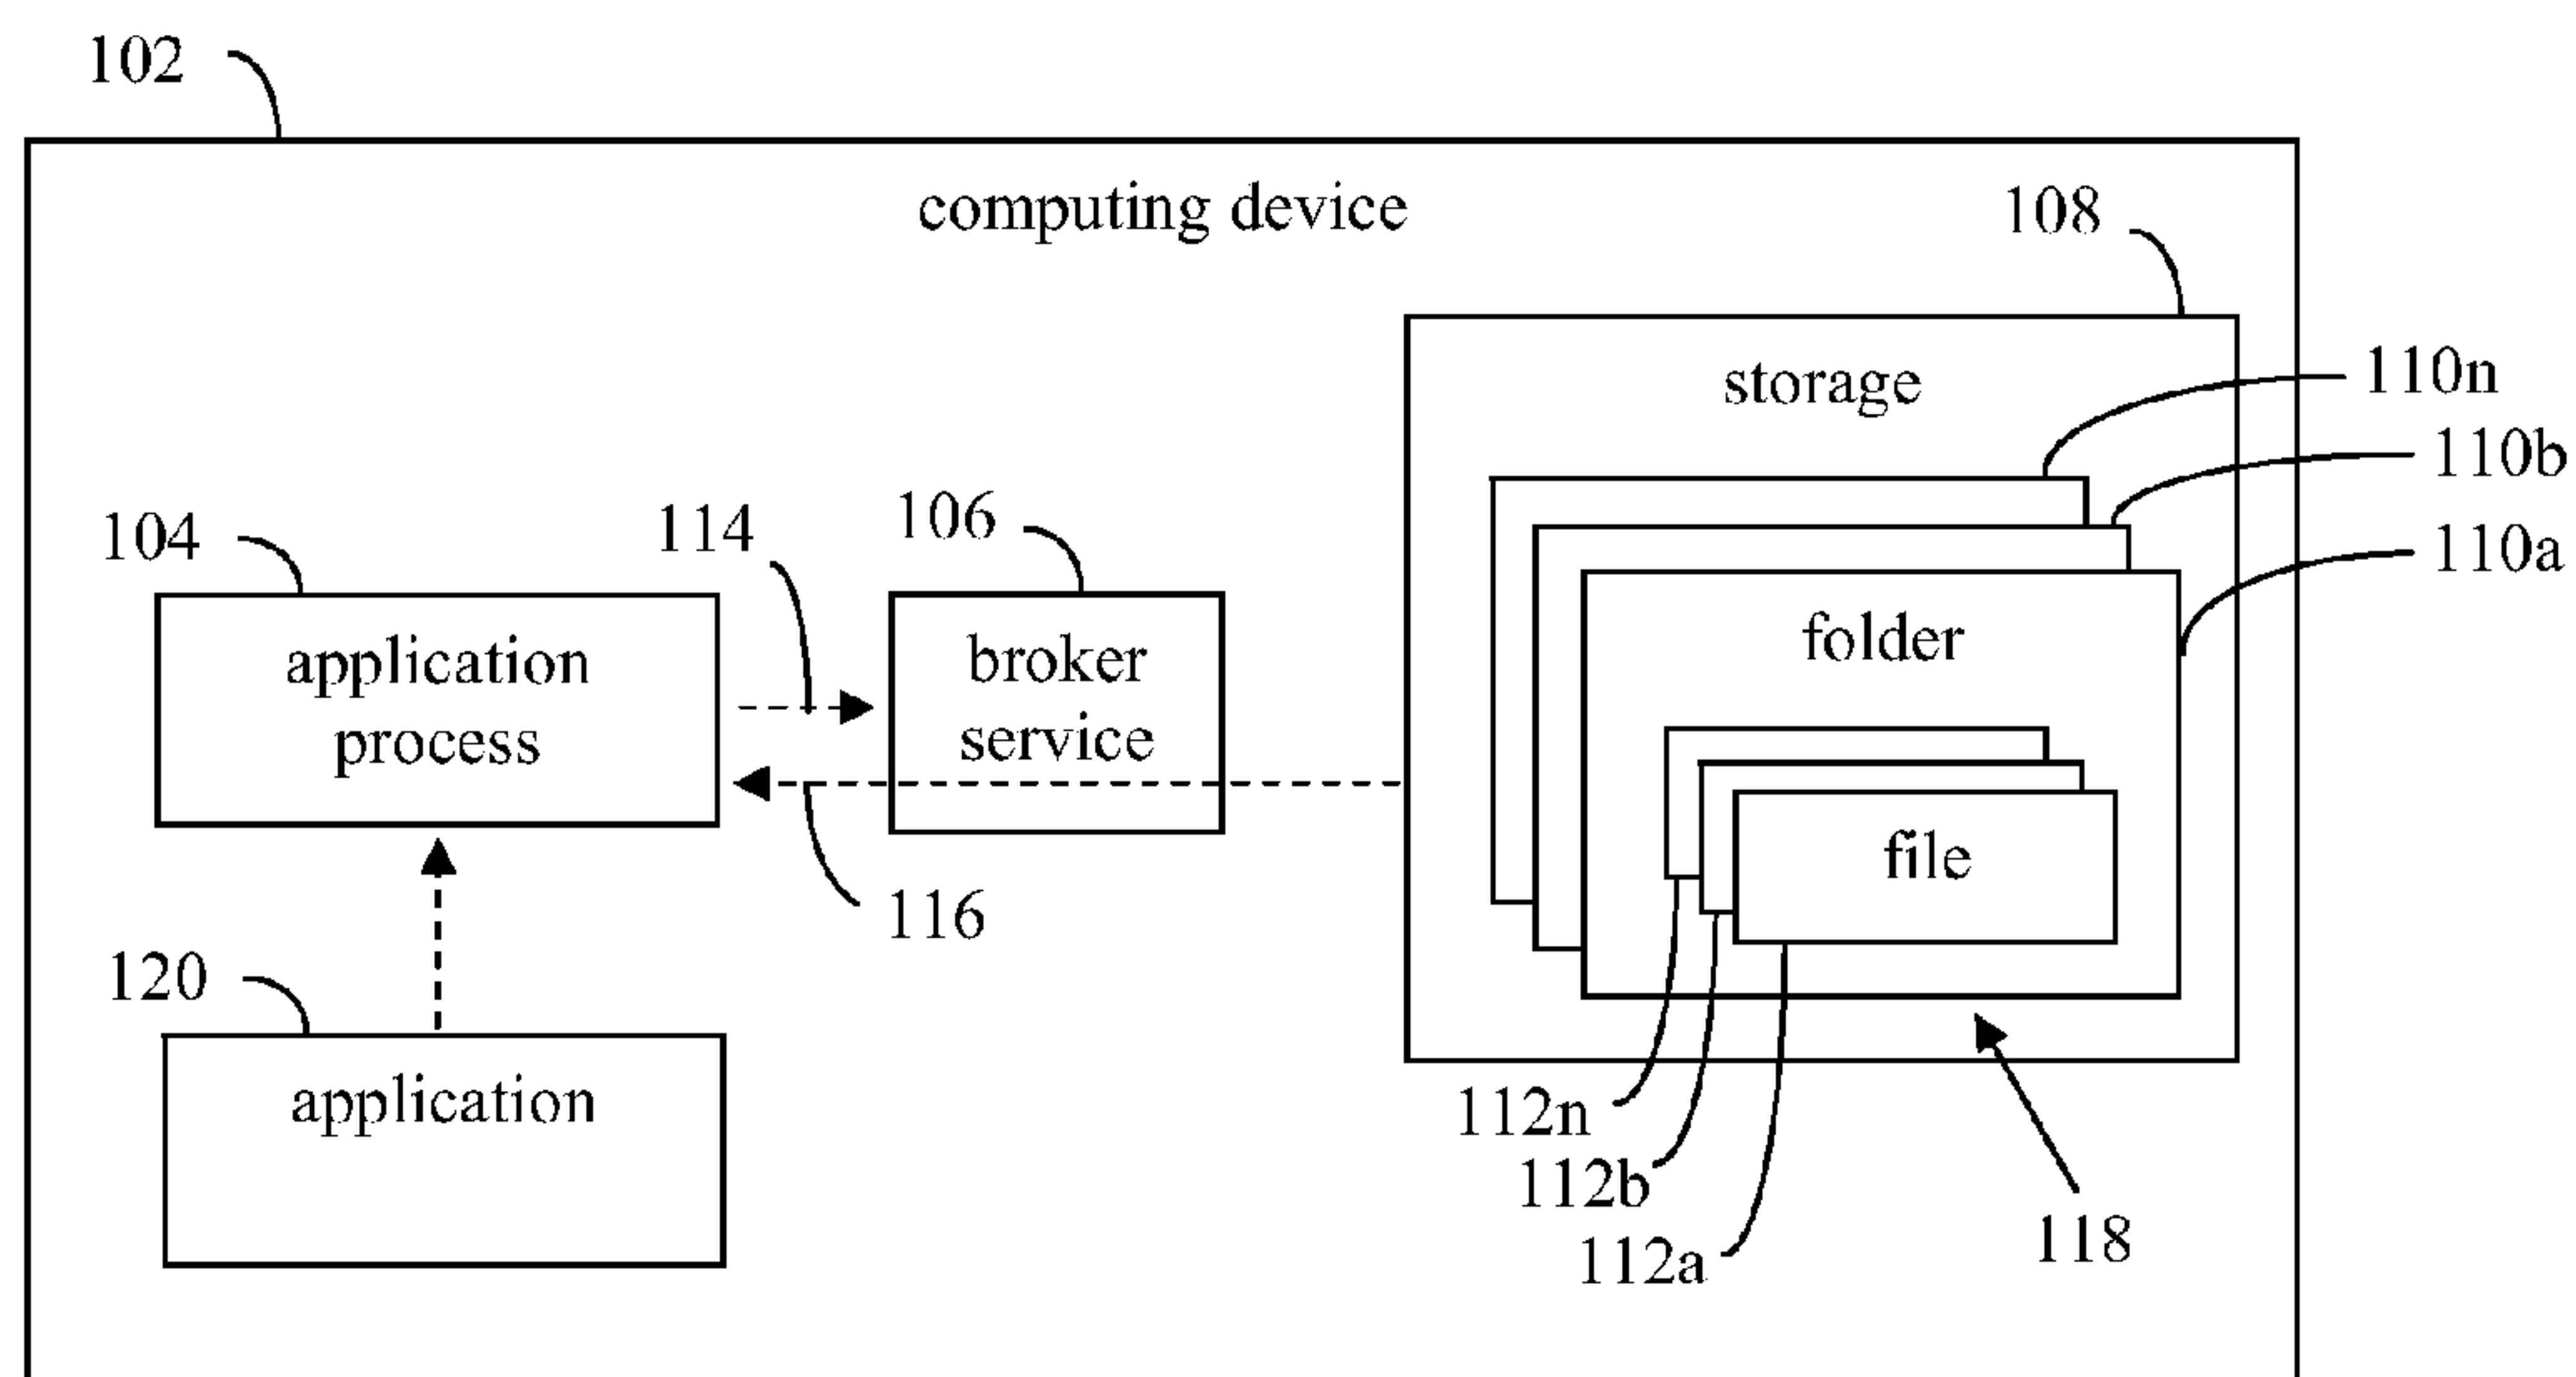 102
computing device
108
storage
110n
110b
110a
104
114
106
application
process
broker
service
folder
file
116
120
application
112n
112b
112a
118